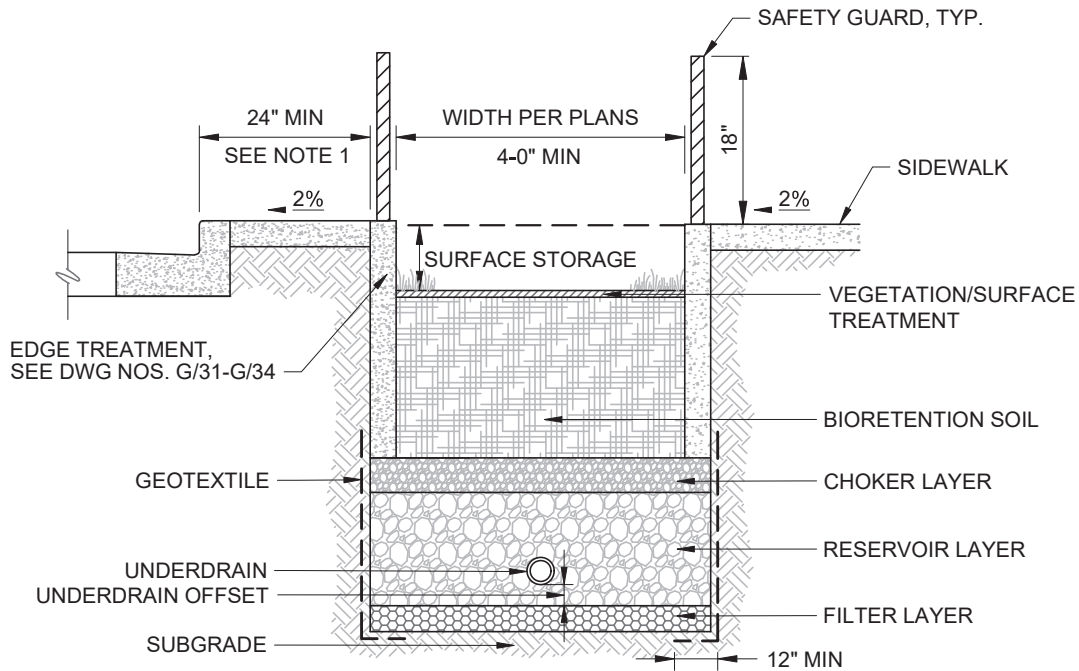 SAFETY GUARD, TYP.
24" MIN
SEE NOTE 1
WIDTH PER PLANS
4-0" MIN
18"
SIDEWALK
2%
2%
SURFACE STORAGE
VEGETATION/SURFACE
TREATMENT
EDGE TREATMENT,
SEE DWG NOS. G/31-G/34
BIORETENTION SOIL
GEOTEXTILE
CHOKER LAYER
RESERVOIR LAYER
UNDERDRAIN
UNDERDRAIN OFFSET
FILTER LAYER
SUBGRADE
12" MIN